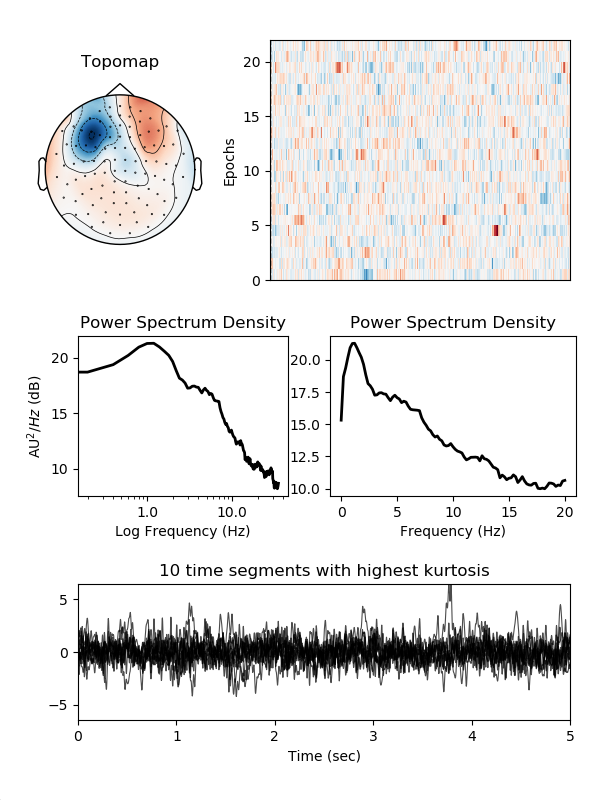 Topomap
Epochs
20
15
10
5
0
Power Spectrum Density
AU²/Hz (dB)
20
15
10
1.0 10.0
Log Frequency (Hz)
Power Spectrum Density
20.0
17.5
15.0
12.5
10.0
0 5 10 15 20
Frequency (Hz)
10 time segments with highest kurtosis
5
0
−5
0 1 2 3 4 5
Time (sec)